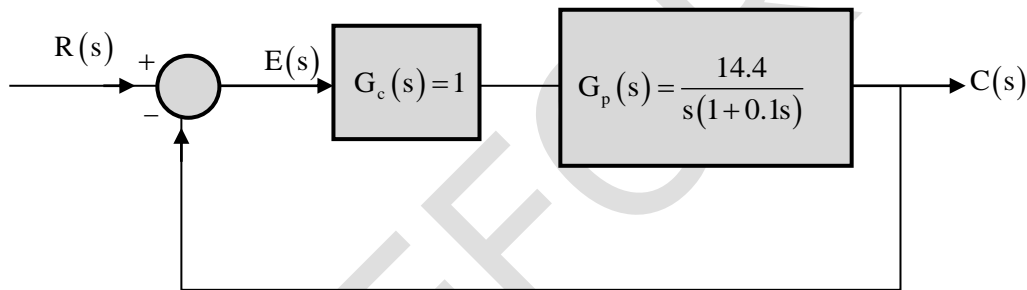 R(s)
+
−
E(s)
G_c(s) = 1
G_p(s) = 14.4 / s(1+0.1s)
C(s)